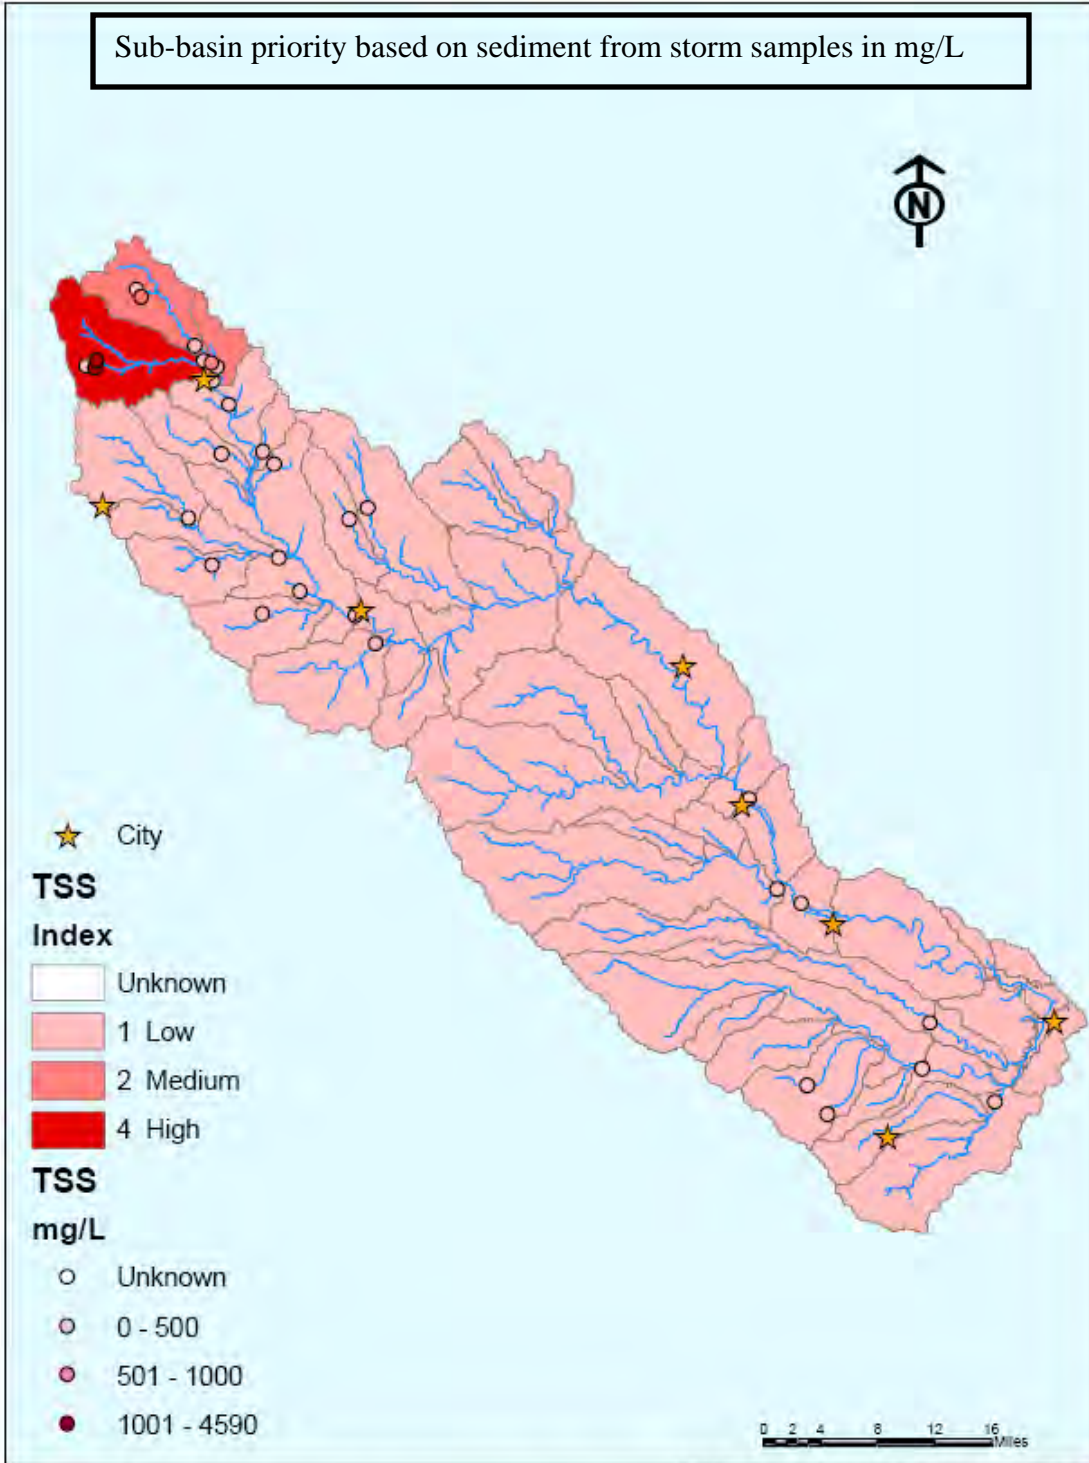 Sub-basin priority based on sediment from storm samples in mg/L
N
City
TSS
Index
Unknown
1 Low
2 Medium
4 High
TSS
mg/L
Unknown
0 - 500
501 - 1000
1001 - 4590
0 2 4 8 12 16
Miles